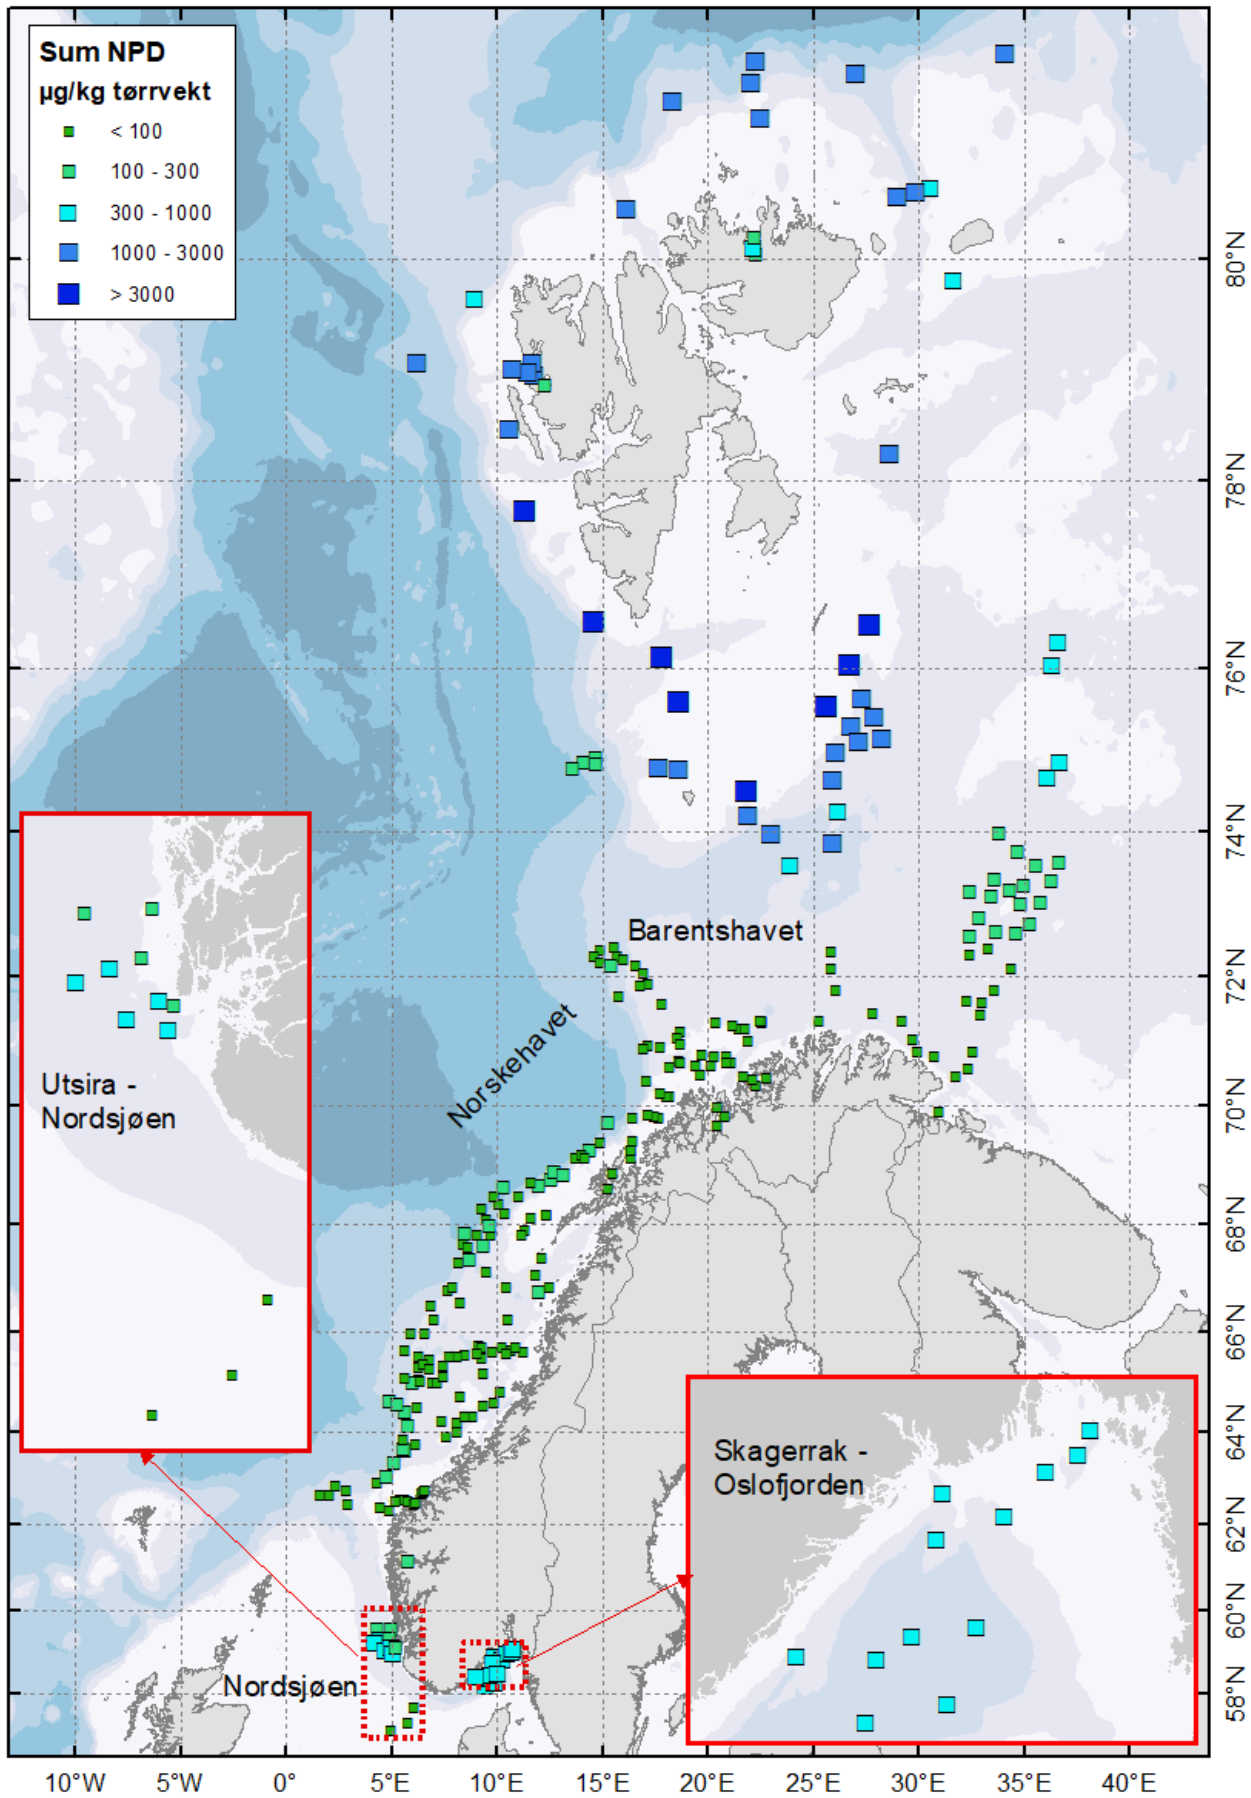 Sum NPD
µg/kg tørrvekt
< 100
100 - 300
300 - 1000
1000 - 3000
> 3000
80°N
78°N
76°N
74°N
Barentshavet
72°N
Norskehavet
Utsira -
Nordsjøen
70°N
68°N
66°N
64°N
Skagerrak -
Oslofjorden
62°N
60°N
Nordsjøen
58°N
10°W
5°W
0°
5°E
10°E
15°E
20°E
25°E
30°E
35°E
40°E